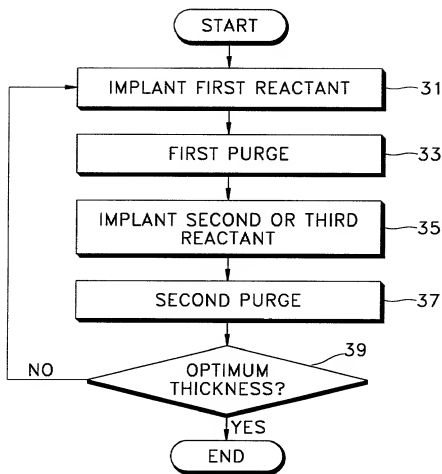 START
IMPLANT FIRST REACTANT
31
FIRST PURGE
33
IMPLANT SECOND OR THIRD
REACTANT
35
SECOND PURGE
37
39
OPTIMUM
THICKNESS?
NO
YES
END